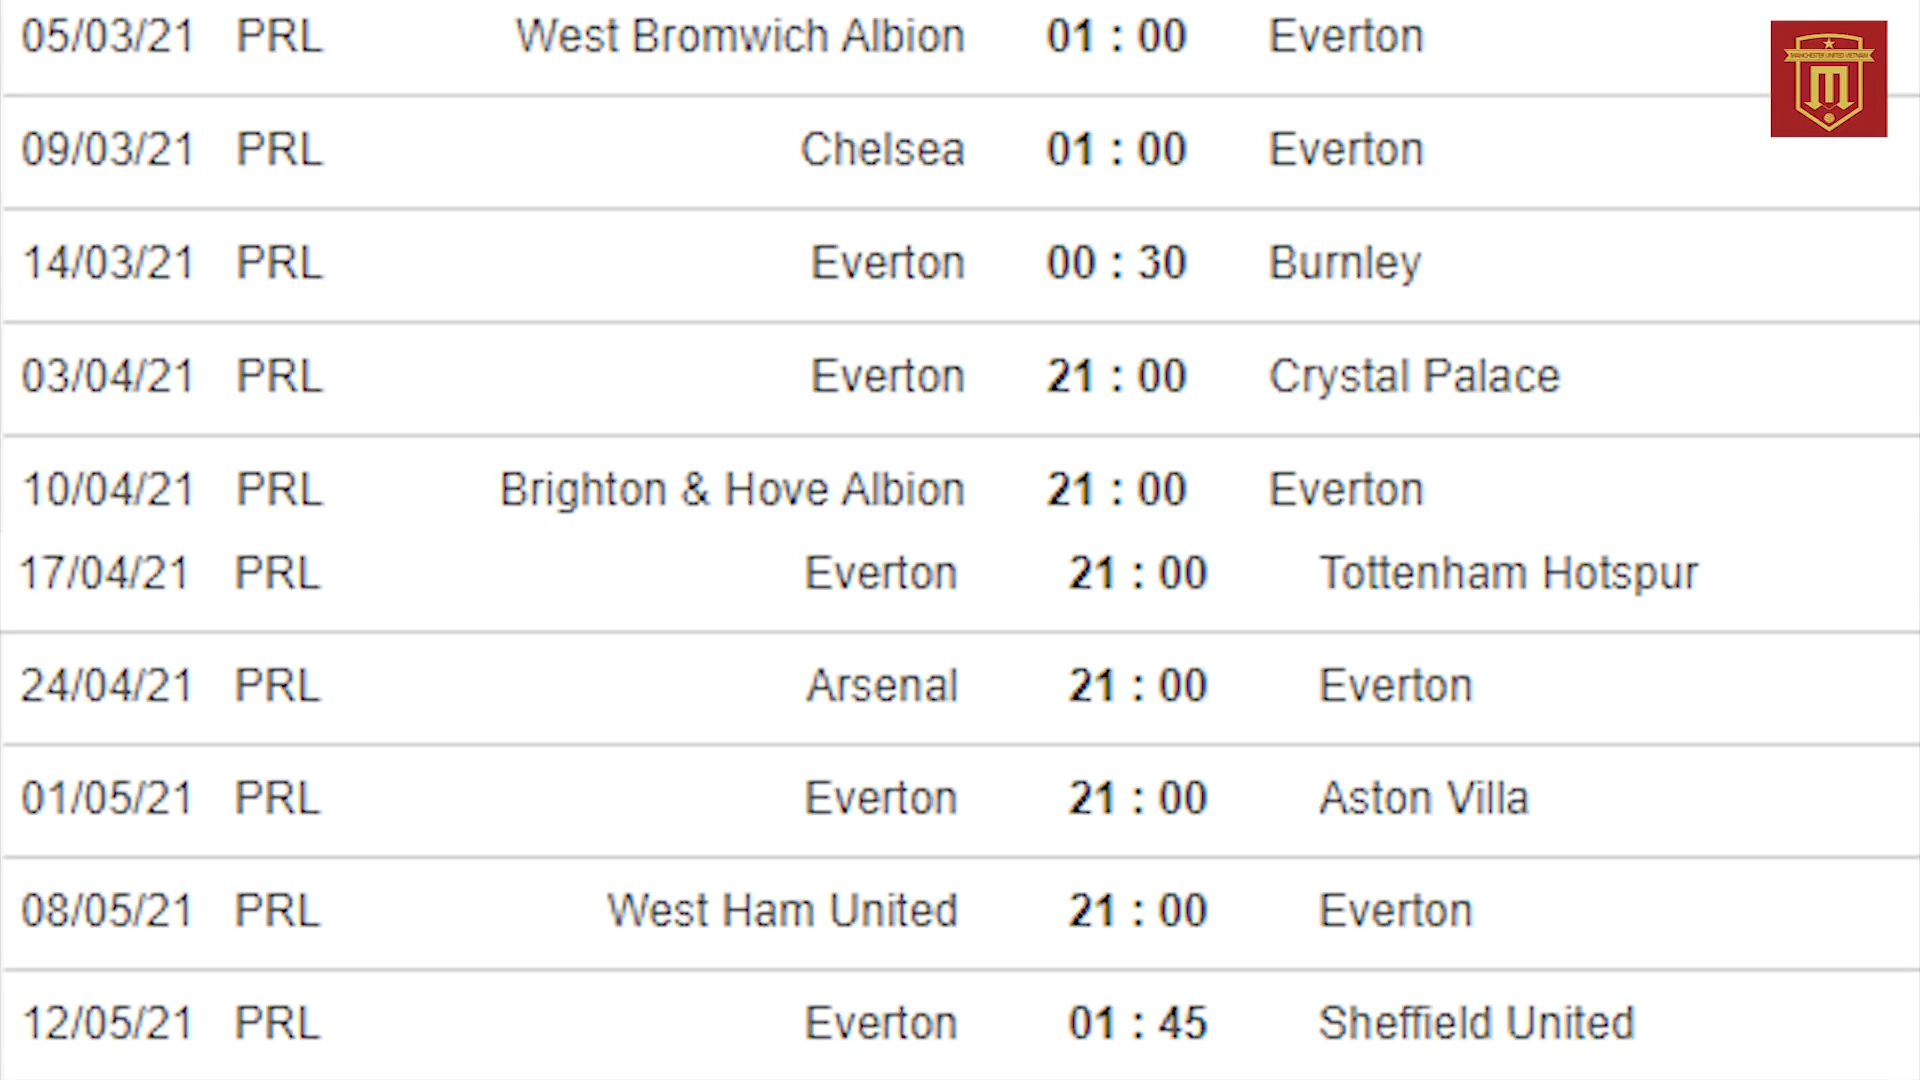 05/03/21 PRL West Bromwich Albion 01 : 00 Everton
MANCHESTER UNITED VIETNAM
M
09/03/21 PRL Chelsea 01 : 00 Everton
14/03/21 PRL Everton 00 : 30 Burnley
03/04/21 PRL Everton 21 : 00 Crystal Palace
10/04/21 PRL Brighton & Hove Albion 21 : 00 Everton
17/04/21 PRL Everton 21 : 00 Tottenham Hotspur
24/04/21 PRL Arsenal 21 : 00 Everton
01/05/21 PRL Everton 21 : 00 Aston Villa
08/05/21 PRL West Ham United 21 : 00 Everton
12/05/21 PRL Everton 01 : 45 Sheffield United